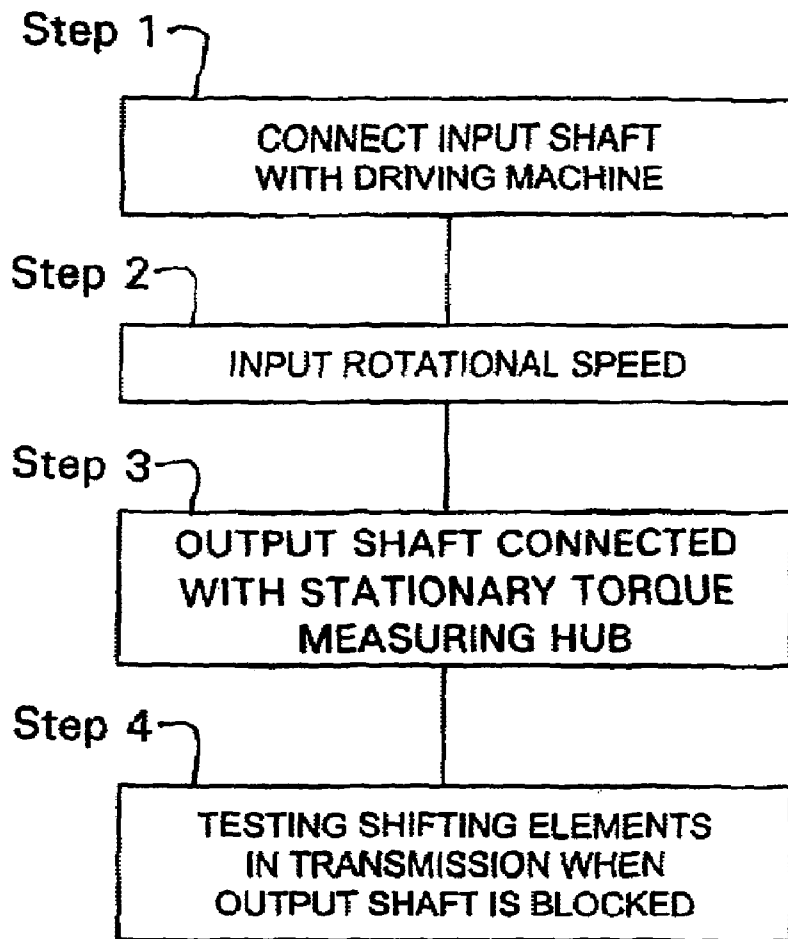 Step 1
CONNECT INPUT SHAFT
WITH DRIVING MACHINE
Step 2
INPUT ROTATIONAL SPEED
Step 3
OUTPUT SHAFT CONNECTED
WITH STATIONARY TORQUE
MEASURING HUB
Step 4
TESTING SHIFTING ELEMENTS
IN TRANSMISSION WHEN
OUTPUT SHAFT IS BLOCKED